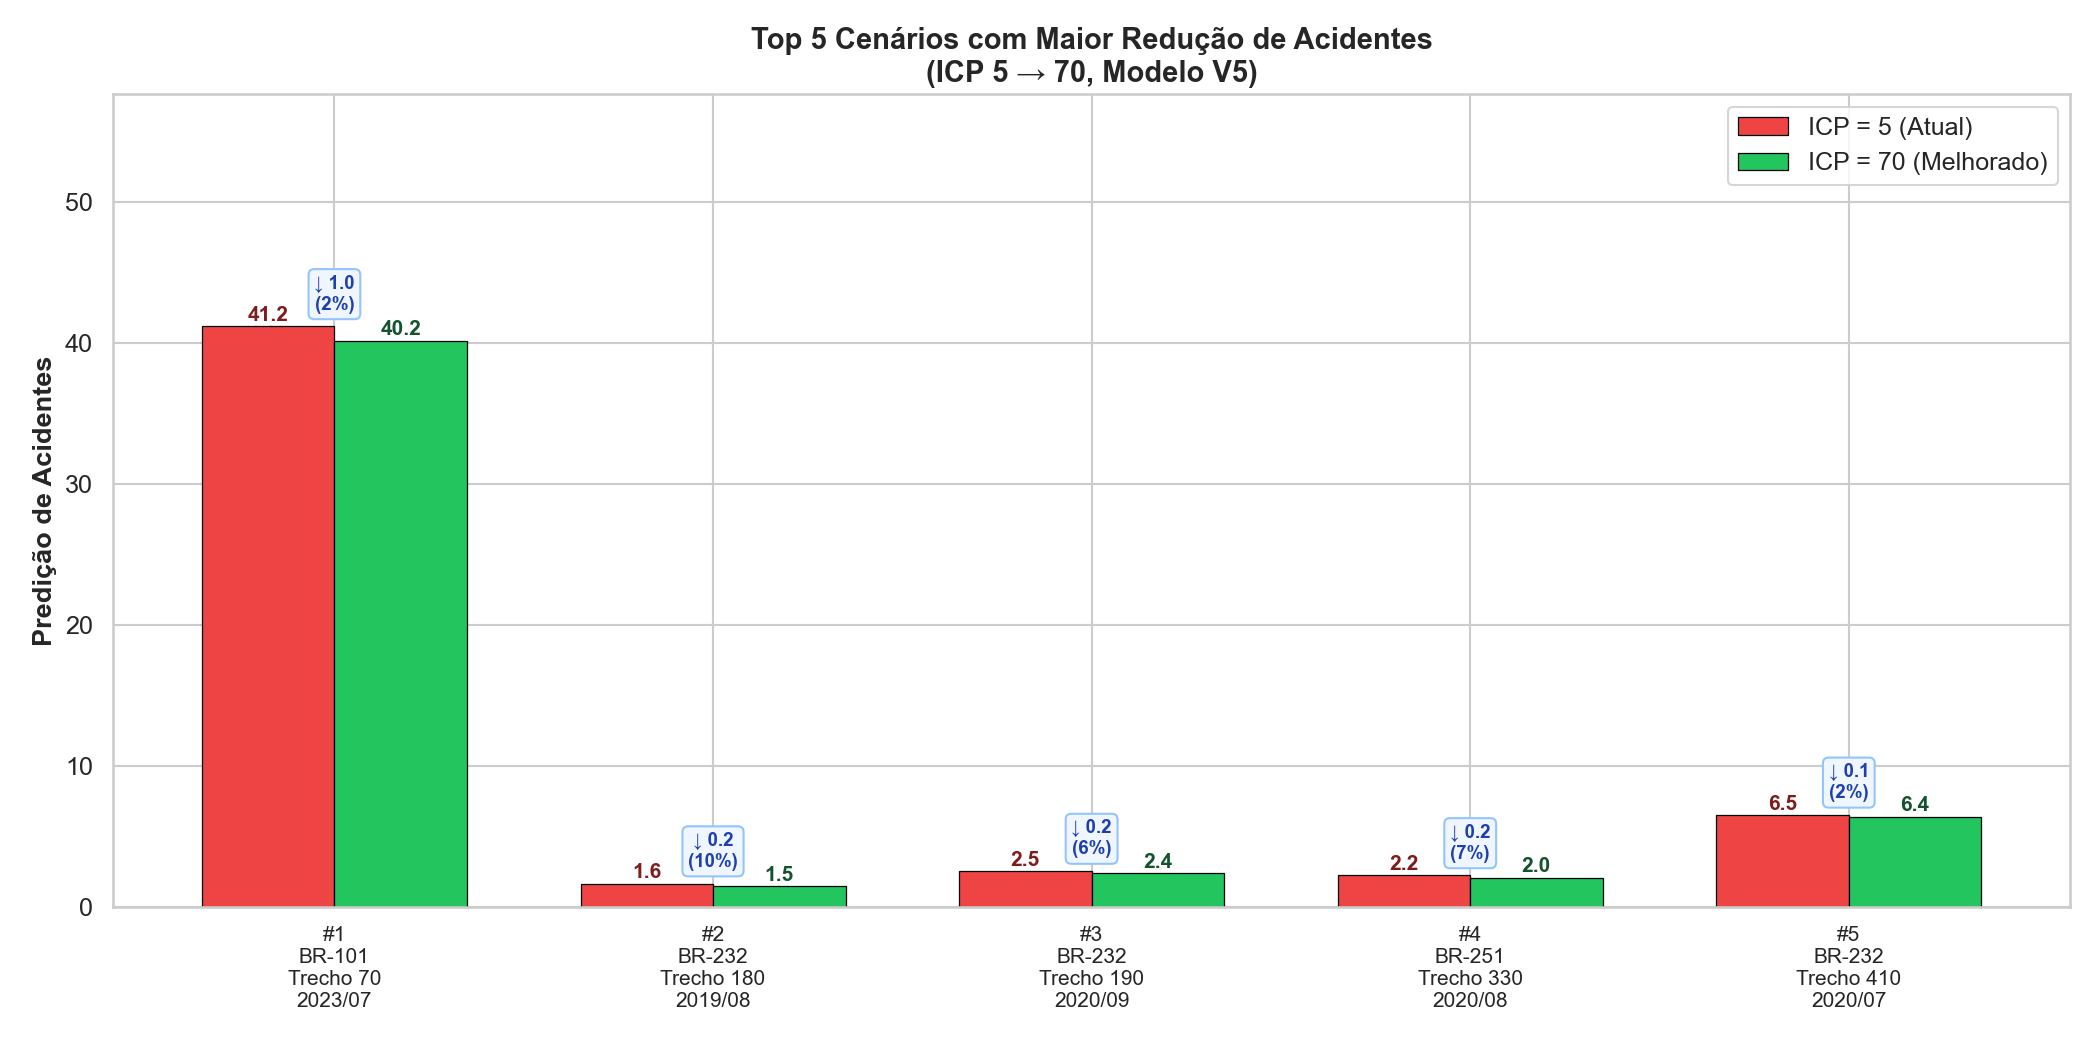 Top 5 Cenários com Maior Redução de Acidentes
(ICP 5 → 70, Modelo V5)
ICP = 5 (Atual)
ICP = 70 (Melhorado)
Predição de Acidentes
50
40
30
20
10
0
41.2
↓ 1.0
(2%)
40.2
1.6
↓ 0.2
(10%)
1.5
2.5
↓ 0.2
(6%)
2.4
2.2
↓ 0.2
(7%)
2.0
6.5
↓ 0.1
(2%)
6.4
#1
BR-101
Trecho 70
2023/07
#2
BR-232
Trecho 180
2019/08
#3
BR-232
Trecho 190
2020/09
#4
BR-251
Trecho 330
2020/08
#5
BR-232
Trecho 410
2020/07